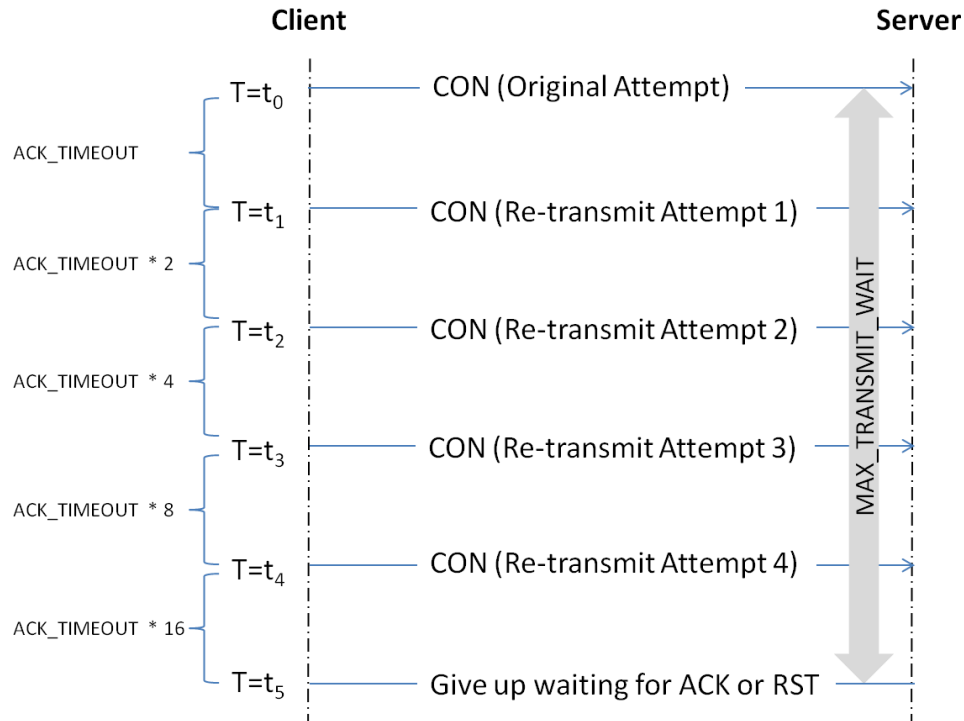 Client
Server
T=t0
CON (Original Attempt)
ACK_TIMEOUT
T=t1
CON (Re-transmit Attempt 1)
ACK_TIMEOUT * 2
T=t2
CON (Re-transmit Attempt 2)
ACK_TIMEOUT * 4
T=t3
CON (Re-transmit Attempt 3)
ACK_TIMEOUT * 8
T=t4
CON (Re-transmit Attempt 4)
ACK_TIMEOUT * 16
T=t5
Give up waiting for ACK or RST
MAX_TRANSMIT_WAIT